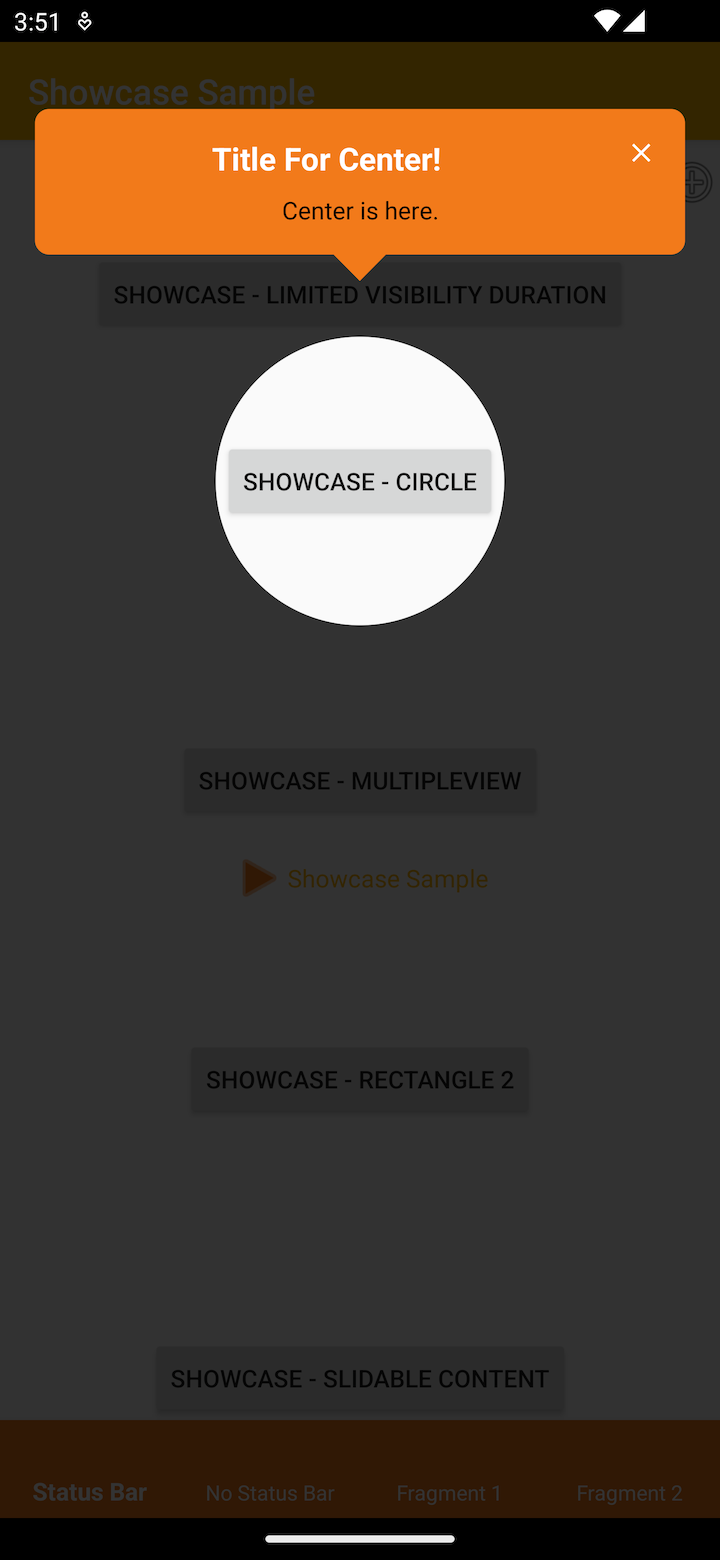 3:51
Showcase Sample
Title For Center!
Center is here.
SHOWCASE - LIMITED VISIBILITY DURATION
SHOWCASE - CIRCLE
SHOWCASE - MULTIPLEVIEW
Showcase Sample
SHOWCASE - RECTANGLE 2
SHOWCASE - SLIDABLE CONTENT
Status Bar No Status Bar Fragment 1 Fragment 2